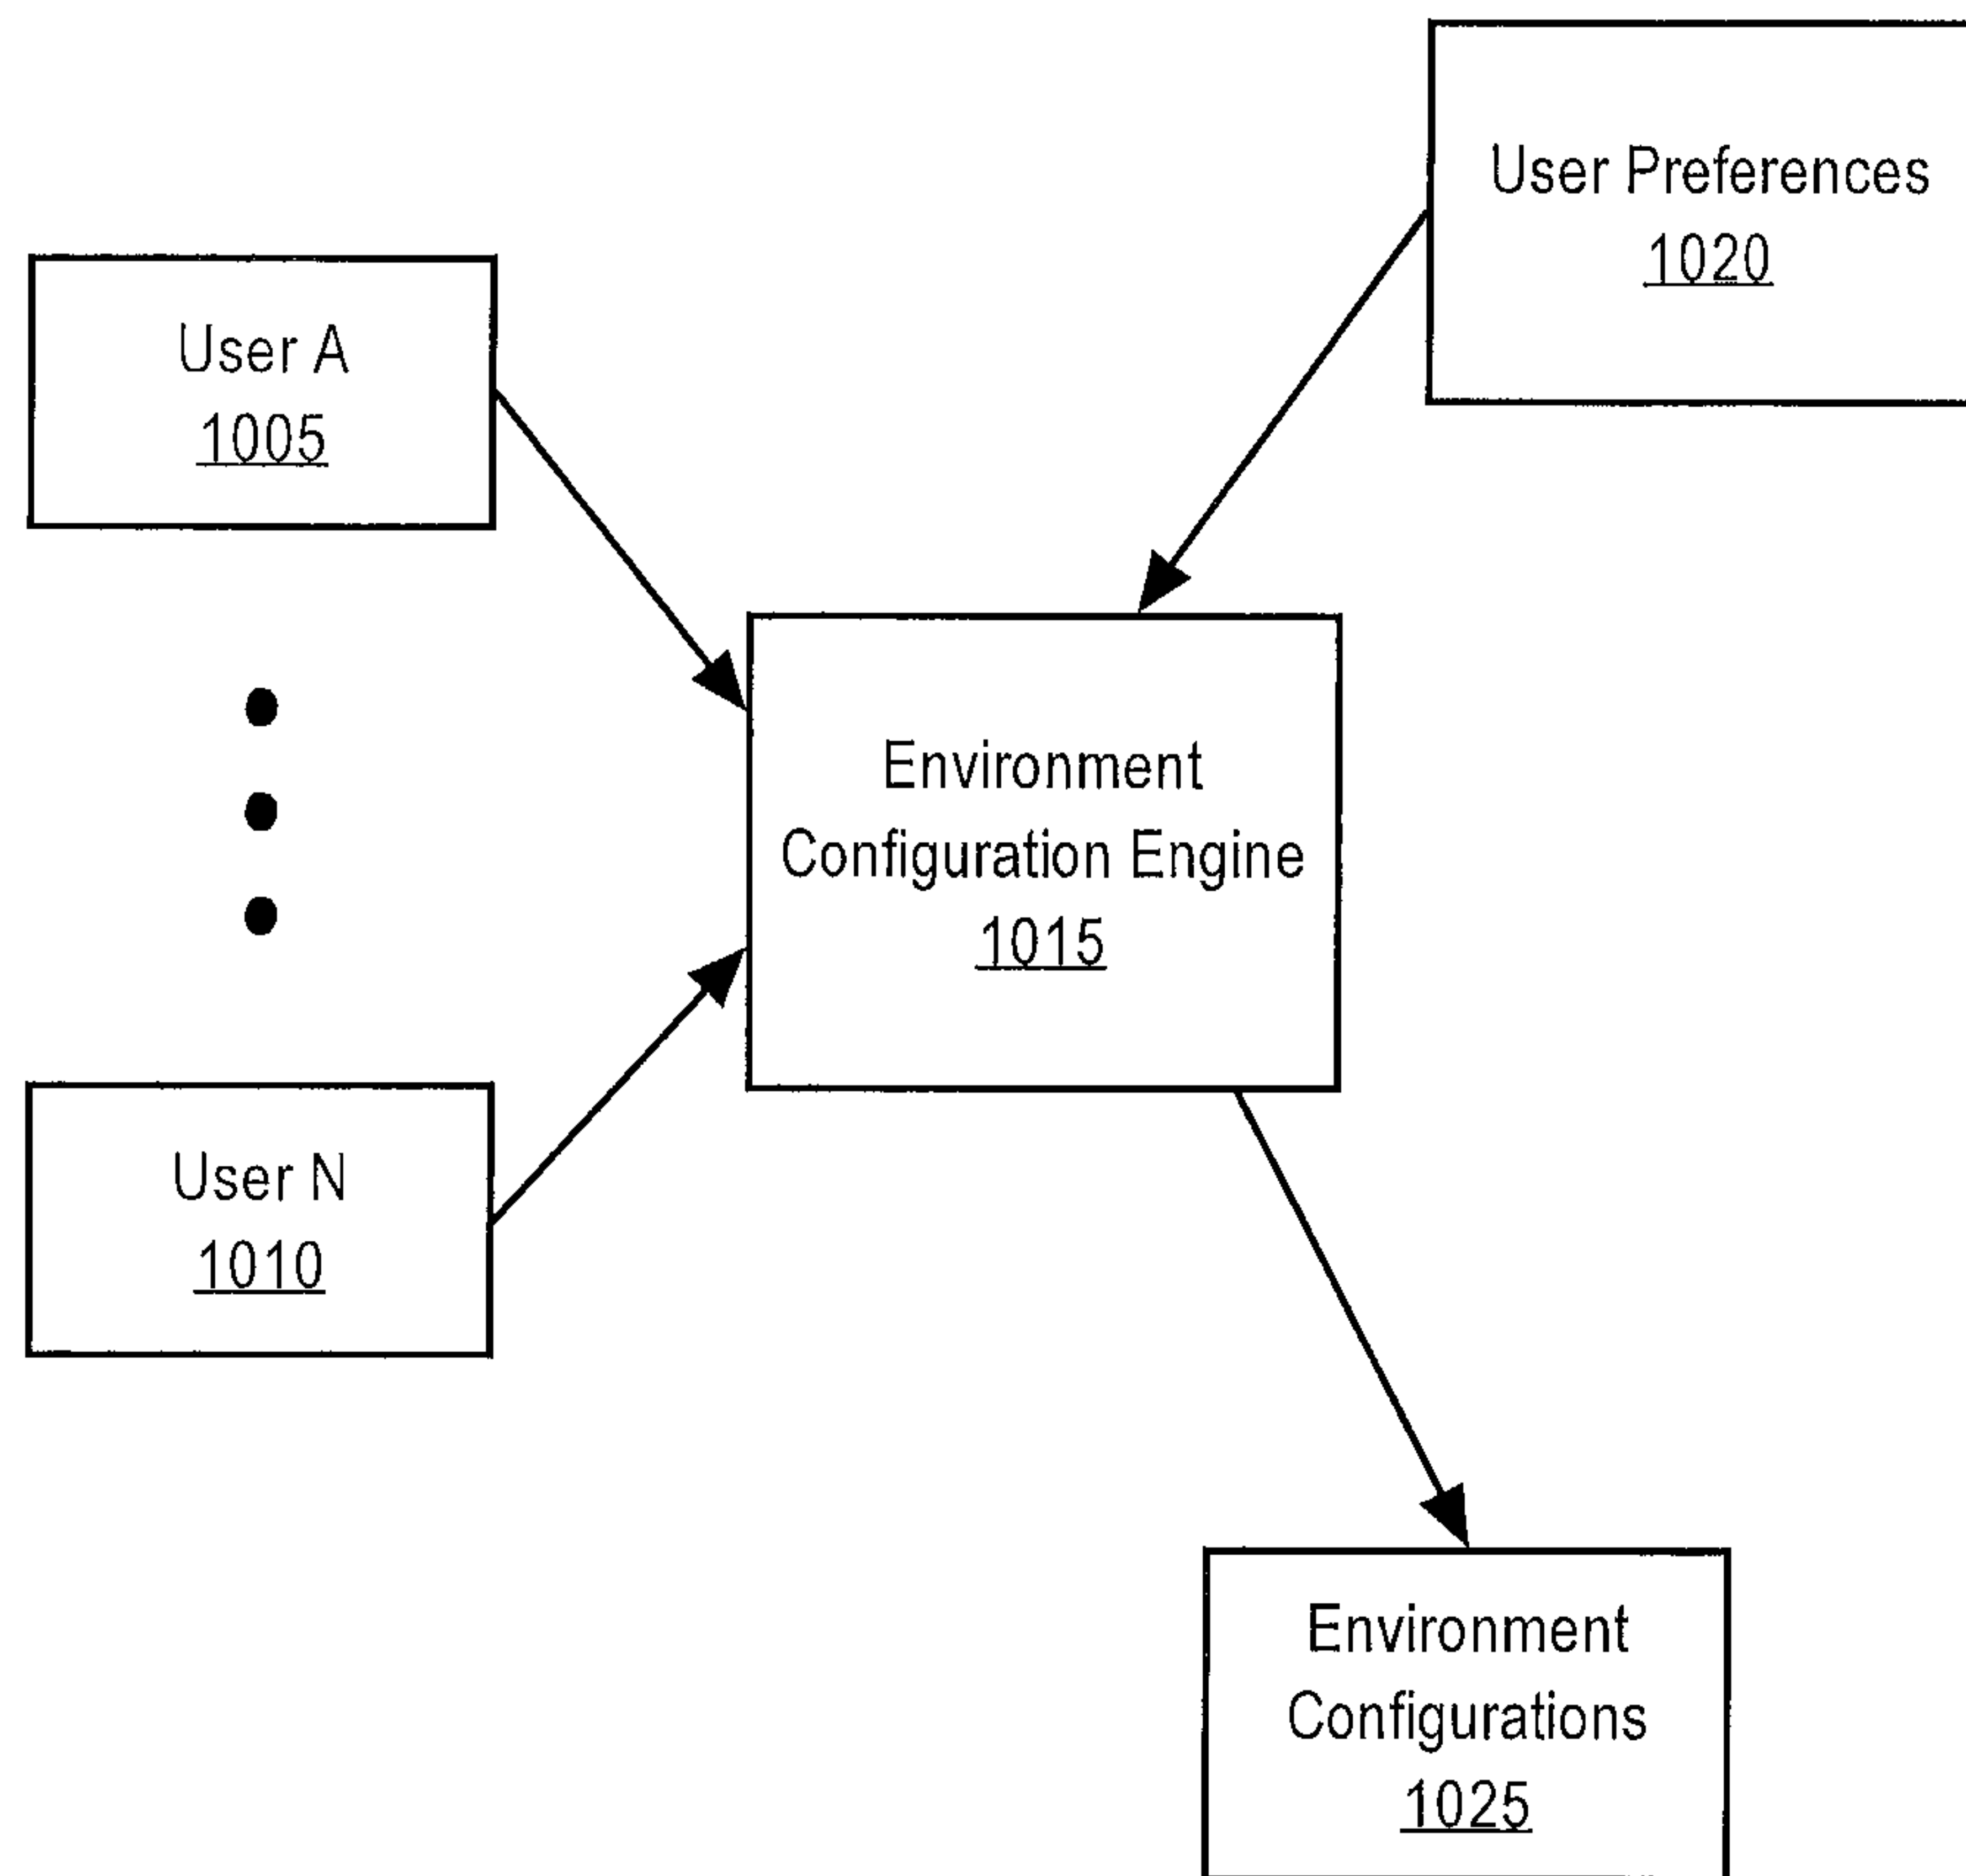 User Preferences
1020
User A
1005
Environment
Configuration Engine
1015
User N
1010
Environment
Configurations
1025